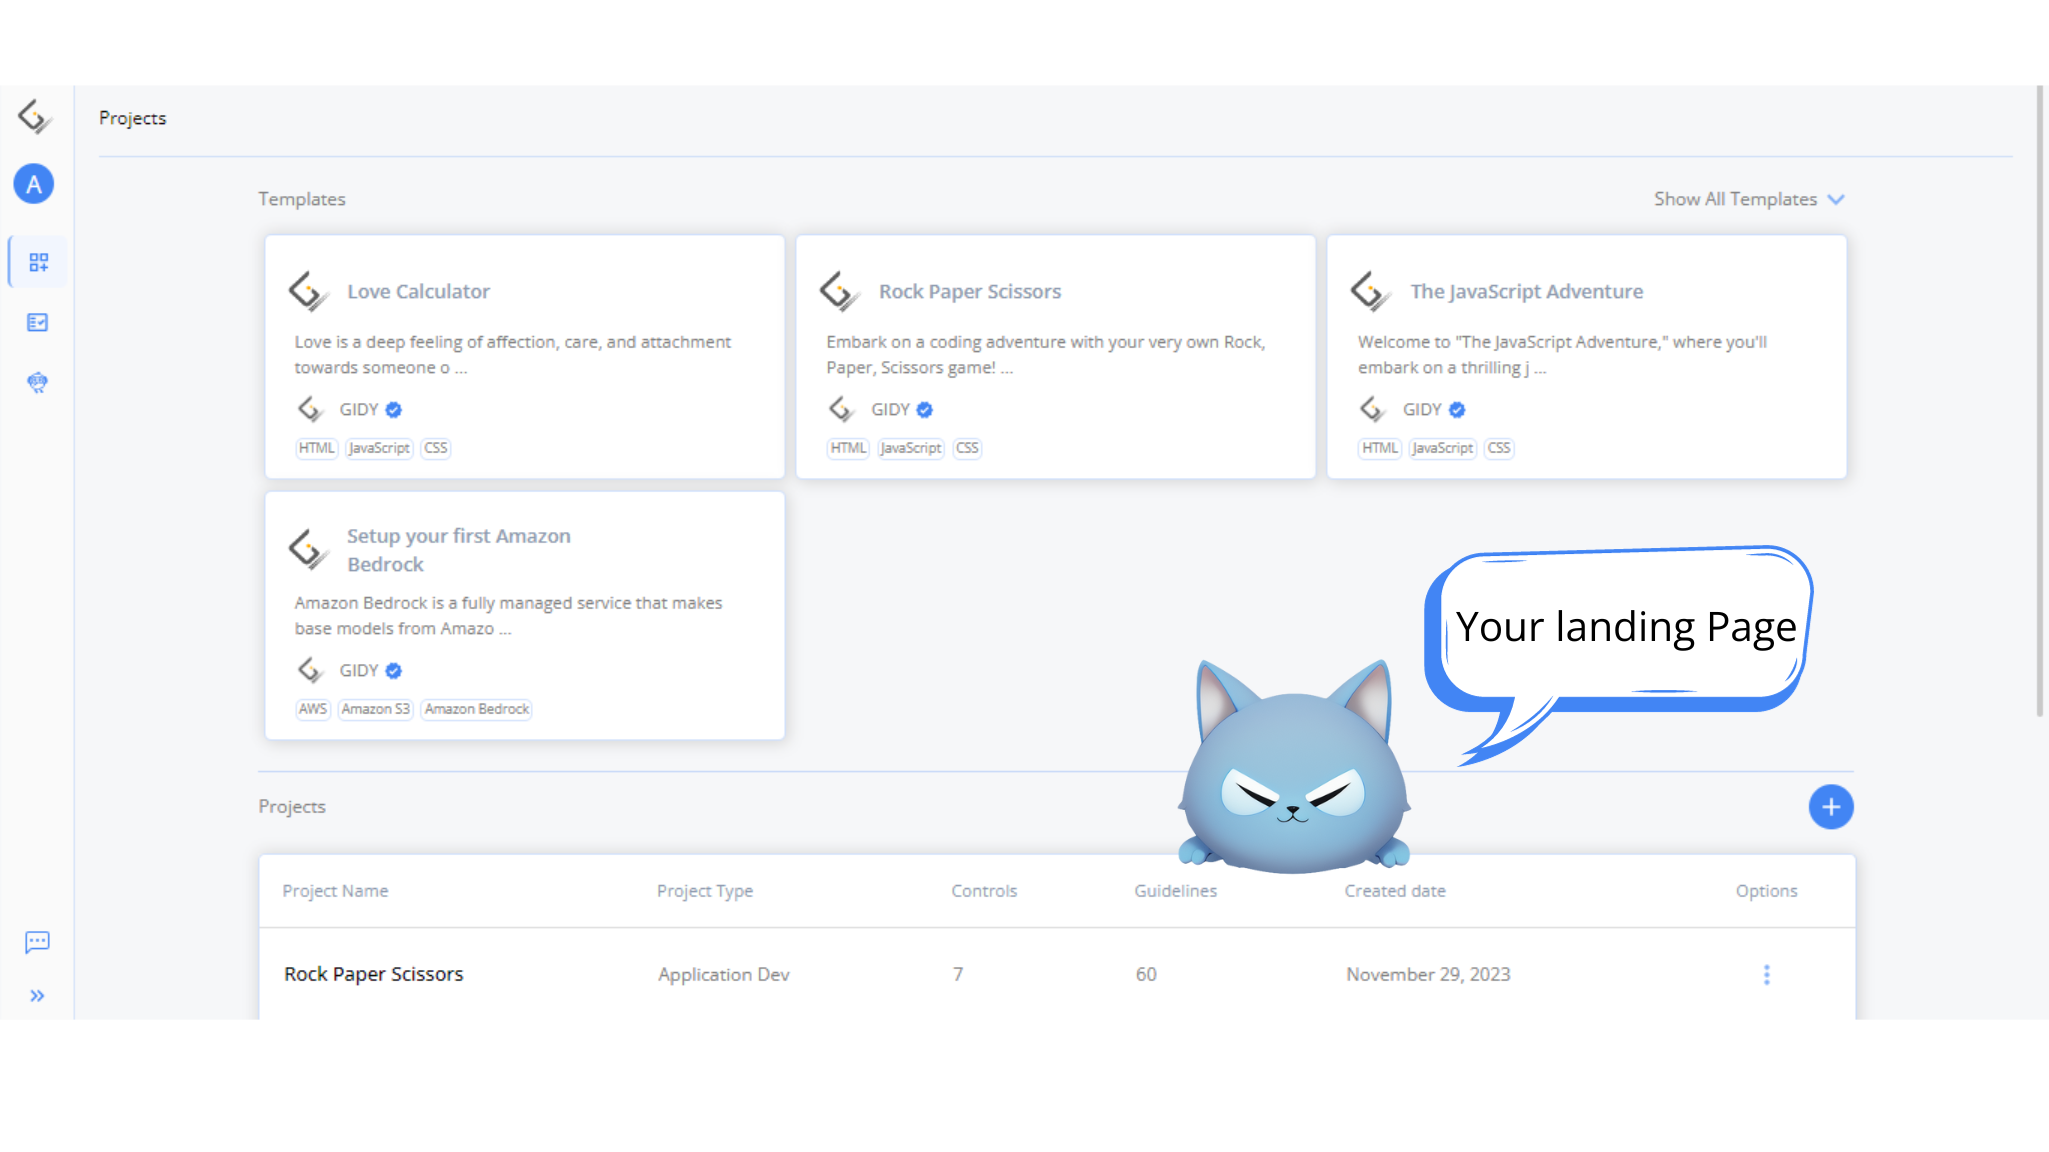 Projects
A
Templates
Show All Templates
Love Calculator
Love is a deep feeling of affection, care, and attachment
towards someone o ...
GIDY
HTML JavaScript CSS
Rock Paper Scissors
Embark on a coding adventure with your very own Rock,
Paper, Scissors game! ...
GIDY
HTML JavaScript CSS
The JavaScript Adventure
Welcome to "The JavaScript Adventure," where you'll
embark on a thrilling j ...
GIDY
HTML JavaScript CSS
Setup your first Amazon
Bedrock
Amazon Bedrock is a fully managed service that makes
base models from Amazo ...
GIDY
AWS Amazon S3 Amazon Bedrock
Your landing Page
Projects
Project Name Project Type Controls Guidelines Created date Options
Rock Paper Scissors Application Dev 7 60 November 29, 2023